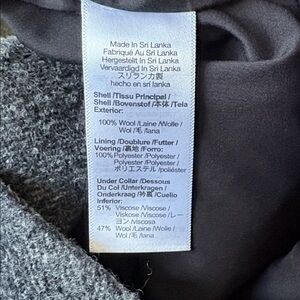 Made In Sri Lanka
Fabriqué Au Sri Lanka
Hergestellt In Sri Lanka
Vervaardigd In Sri Lanka
スリランカ製
hecho en sri lanka
Shell /Tissu Principal /
Shell /Bovenstof /本体 /Tela
Exterior:
100% Wool /Laine /Wolle /
Wol /毛 /lana
Lining /Doublure /Futter /
Voering /裏地 /Forro:
100% Polyester /Polyester /
Polyester /Polyester /
ポリエステル /poliéster
Under Collar /Dessous
Du Col /Unterkragen /
Onderkraag /衿裏 /Cuello
Inferior:
51% Viscose /Viscose /
Viskose /Viscose /レー
ヨン /viscosa
47% Wool /Laine /Wolle /
Wol /毛 /lana